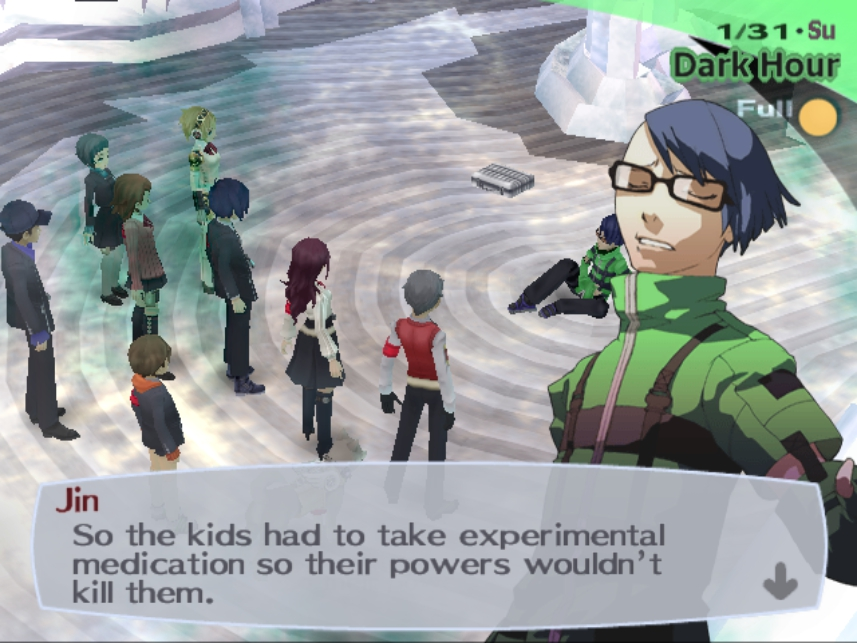 1/31・Su
Dark Hour
Full
Jin
So the kids had to take experimental
medication so their powers wouldn't
kill them.